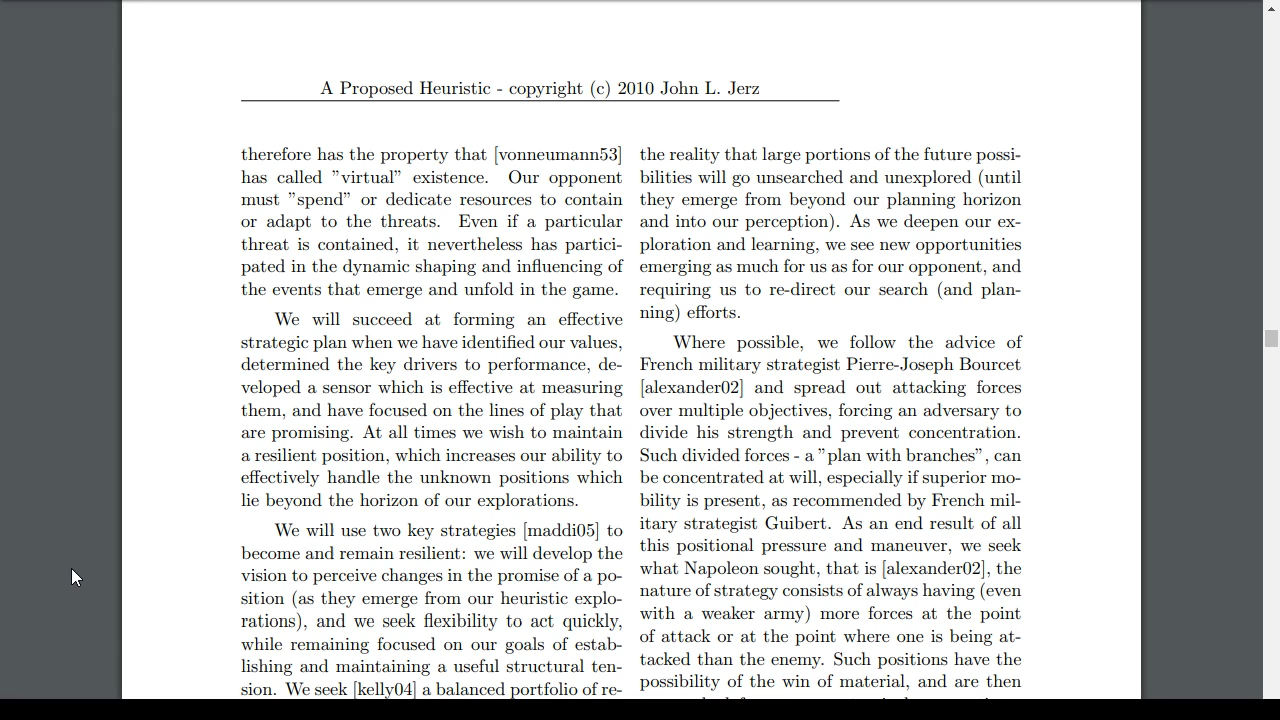 A Proposed Heuristic - copyright (c) 2010 John L. Jerz
therefore has the property that [vonneumann53]
has called ”virtual” existence. Our opponent
must ”spend” or dedicate resources to contain
or adapt to the threats. Even if a particular
threat is contained, it nevertheless has partici-
pated in the dynamic shaping and influencing of
the events that emerge and unfold in the game.
We will succeed at forming an effective
strategic plan when we have identified our values,
determined the key drivers to performance, de-
veloped a sensor which is effective at measuring
them, and have focused on the lines of play that
are promising. At all times we wish to maintain
a resilient position, which increases our ability to
effectively handle the unknown positions which
lie beyond the horizon of our explorations.
We will use two key strategies [maddi05] to
become and remain resilient: we will develop the
vision to perceive changes in the promise of a po-
sition (as they emerge from our heuristic explo-
rations), and we seek flexibility to act quickly,
while remaining focused on our goals of estab-
lishing and maintaining a useful structural ten-
sion. We seek [kelly04] a balanced portfolio of re-
the reality that large portions of the future possi-
bilities will go unsearched and unexplored (until
they emerge from beyond our planning horizon
and into our perception). As we deepen our ex-
ploration and learning, we see new opportunities
emerging as much for us as for our opponent, and
requiring us to re-direct our search (and plan-
ning) efforts.
Where possible, we follow the advice of
French military strategist Pierre-Joseph Bourcet
[alexander02] and spread out attacking forces
over multiple objectives, forcing an adversary to
divide his strength and prevent concentration.
Such divided forces - a ”plan with branches”, can
be concentrated at will, especially if superior mo-
bility is present, as recommended by French mil-
itary strategist Guibert. As an end result of all
this positional pressure and maneuver, we seek
what Napoleon sought, that is [alexander02], the
nature of strategy consists of always having (even
with a weaker army) more forces at the point
of attack or at the point where one is being at-
tacked than the enemy. Such positions have the
possibility of the win of material, and are then